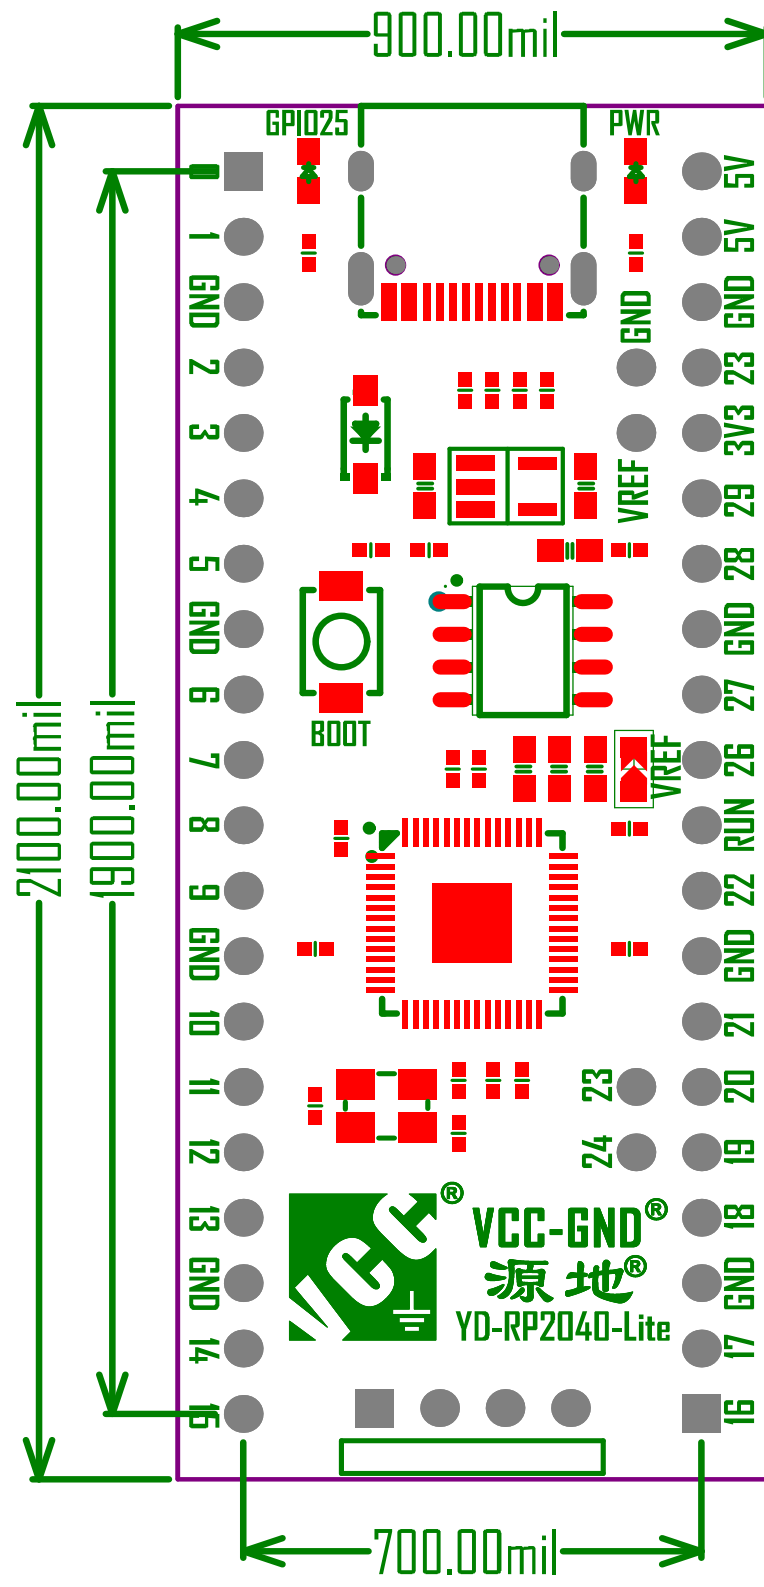 900.00mil
GPIO25
PWR
0
5V
1
5V
GND
GND
GND
2
23
3
3V3
4
VREF
29
5
28
GND
GND
6
27
BOOT
7
VREF
26
8
RUN
9
22
GND
GND
10
21
11
23
20
12
24
19
13
18
GND
GND
14
17
15
16
2100.00mil
1900.00mil
VCC®
VCC-GND®
源地®
YD-RP2040-Lite
700.00mil